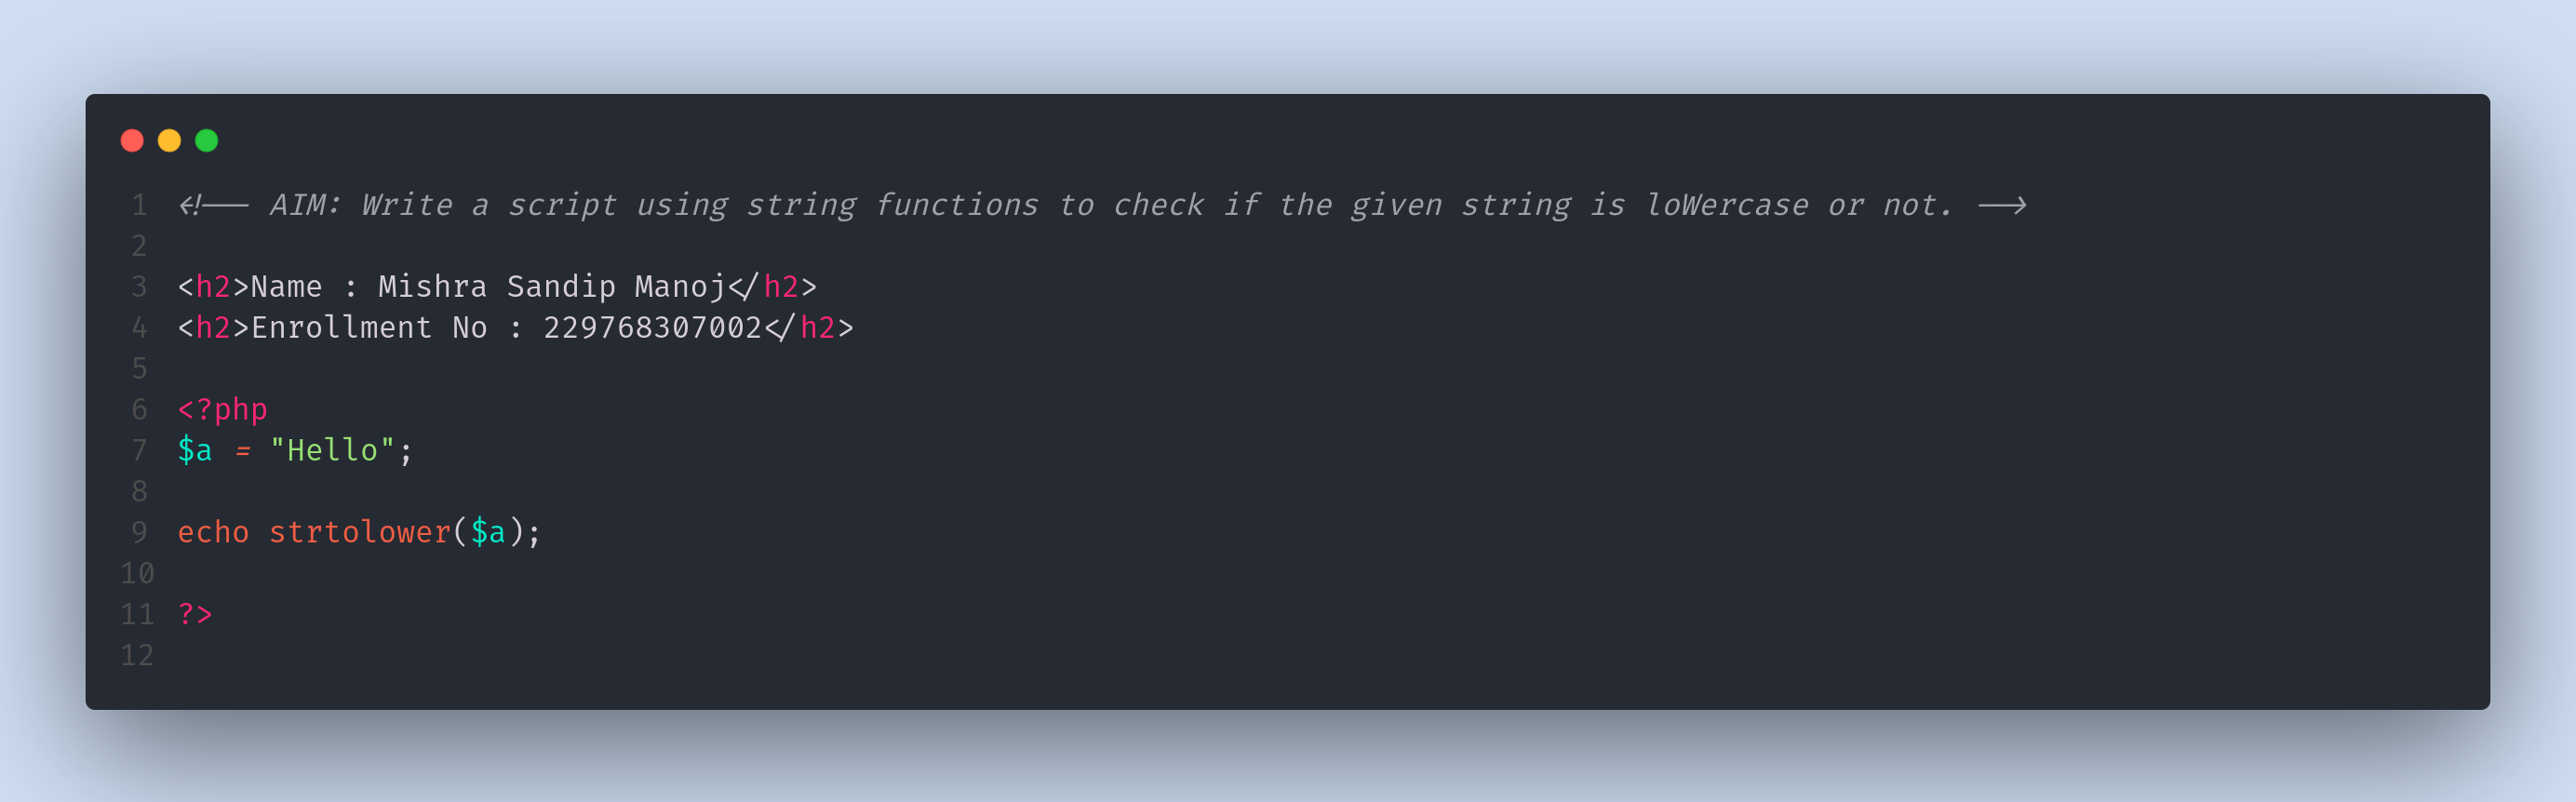 1 <!-- AIM: Write a script using string functions to check if the given string is loWercase or not. -->
2
3 <h2>Name : Mishra Sandip Manoj</h2>
4 <h2>Enrollment No : 229768307002</h2>
5
6 <?php
7 $a = "Hello";
8
9 echo strtolower($a);
10
11 ?>
12